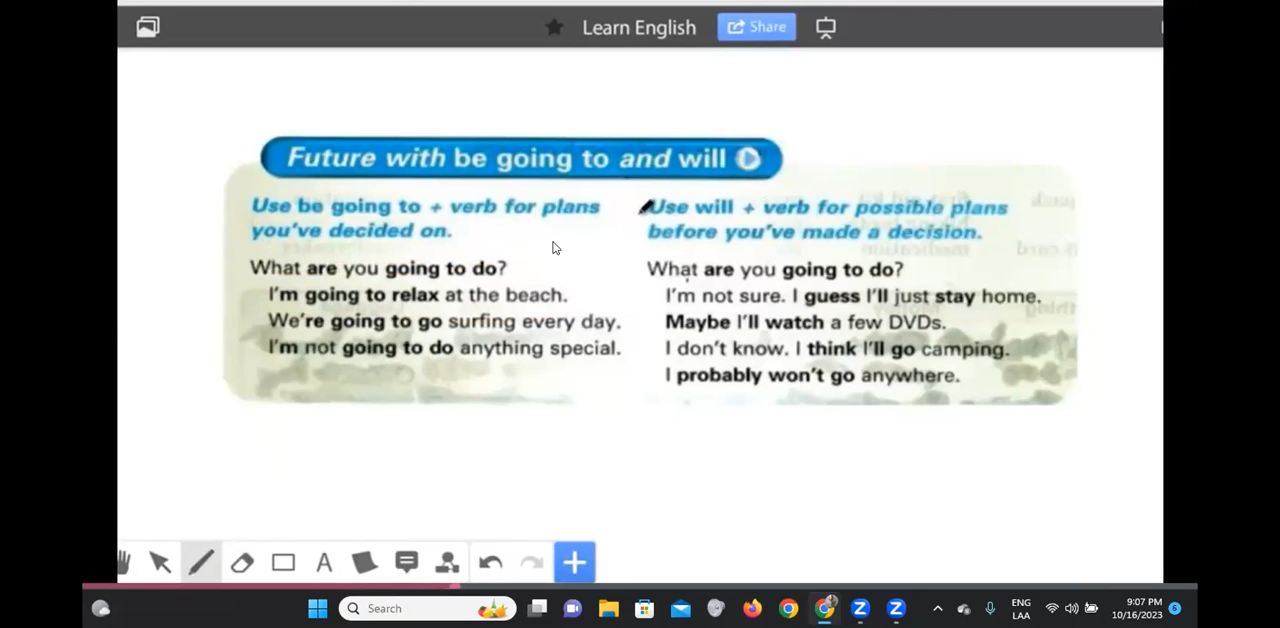 Learn English
Share
Future with be going to and will
Use be going to + verb for plans
you've decided on.
What are you going to do?
I'm going to relax at the beach.
We're going to go surfing every day.
I'm not going to do anything special.
Use will + verb for possible plans
before you've made a decision.
What are you going to do?
I'm not sure. I guess I'll just stay home.
Maybe I'll watch a few DVDs.
I don't know. I think I'll go camping.
I probably won't go anywhere.
A
Search
ENG
LAA
9:07 PM
10/16/2023
6